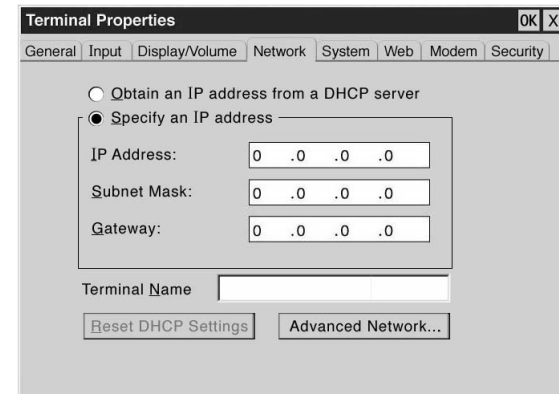 Terminal Properties OK X
General Input Display/Volume Network System Web Modem Security
Obtain an IP address from a DHCP server
Specify an IP address
IP Address: 0 .0 .0 .0
Subnet Mask: 0 .0 .0 .0
Gateway: 0 .0 .0 .0
Terminal Name
Reset DHCP Settings Advanced Network...